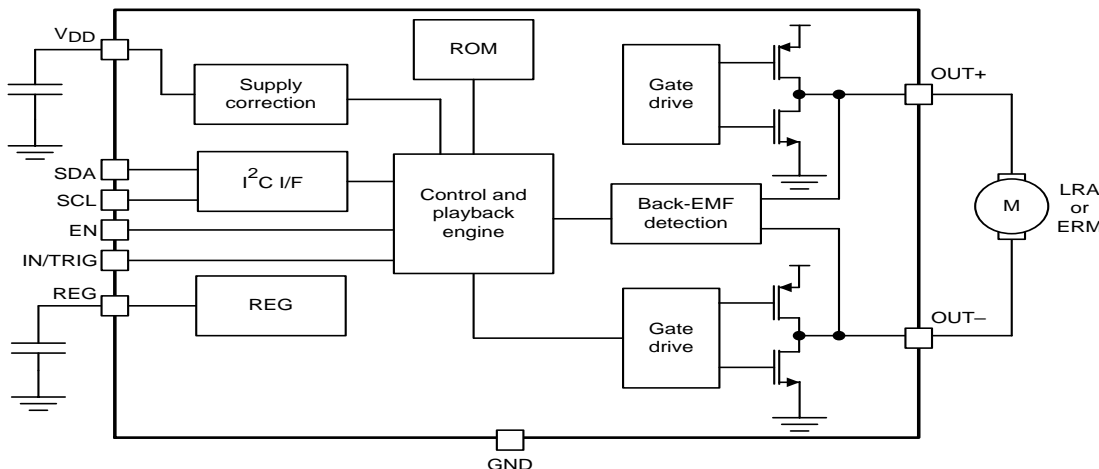 VDD
ROM
Supply
correction
Gate
drive
OUT+
SDA
I2C I/F
SCL
Control and
playback
engine
Back-EMF
detection
M
LRA
or
ERM
EN
IN/TRIG
REG
REG
Gate
drive
OUT–
GND